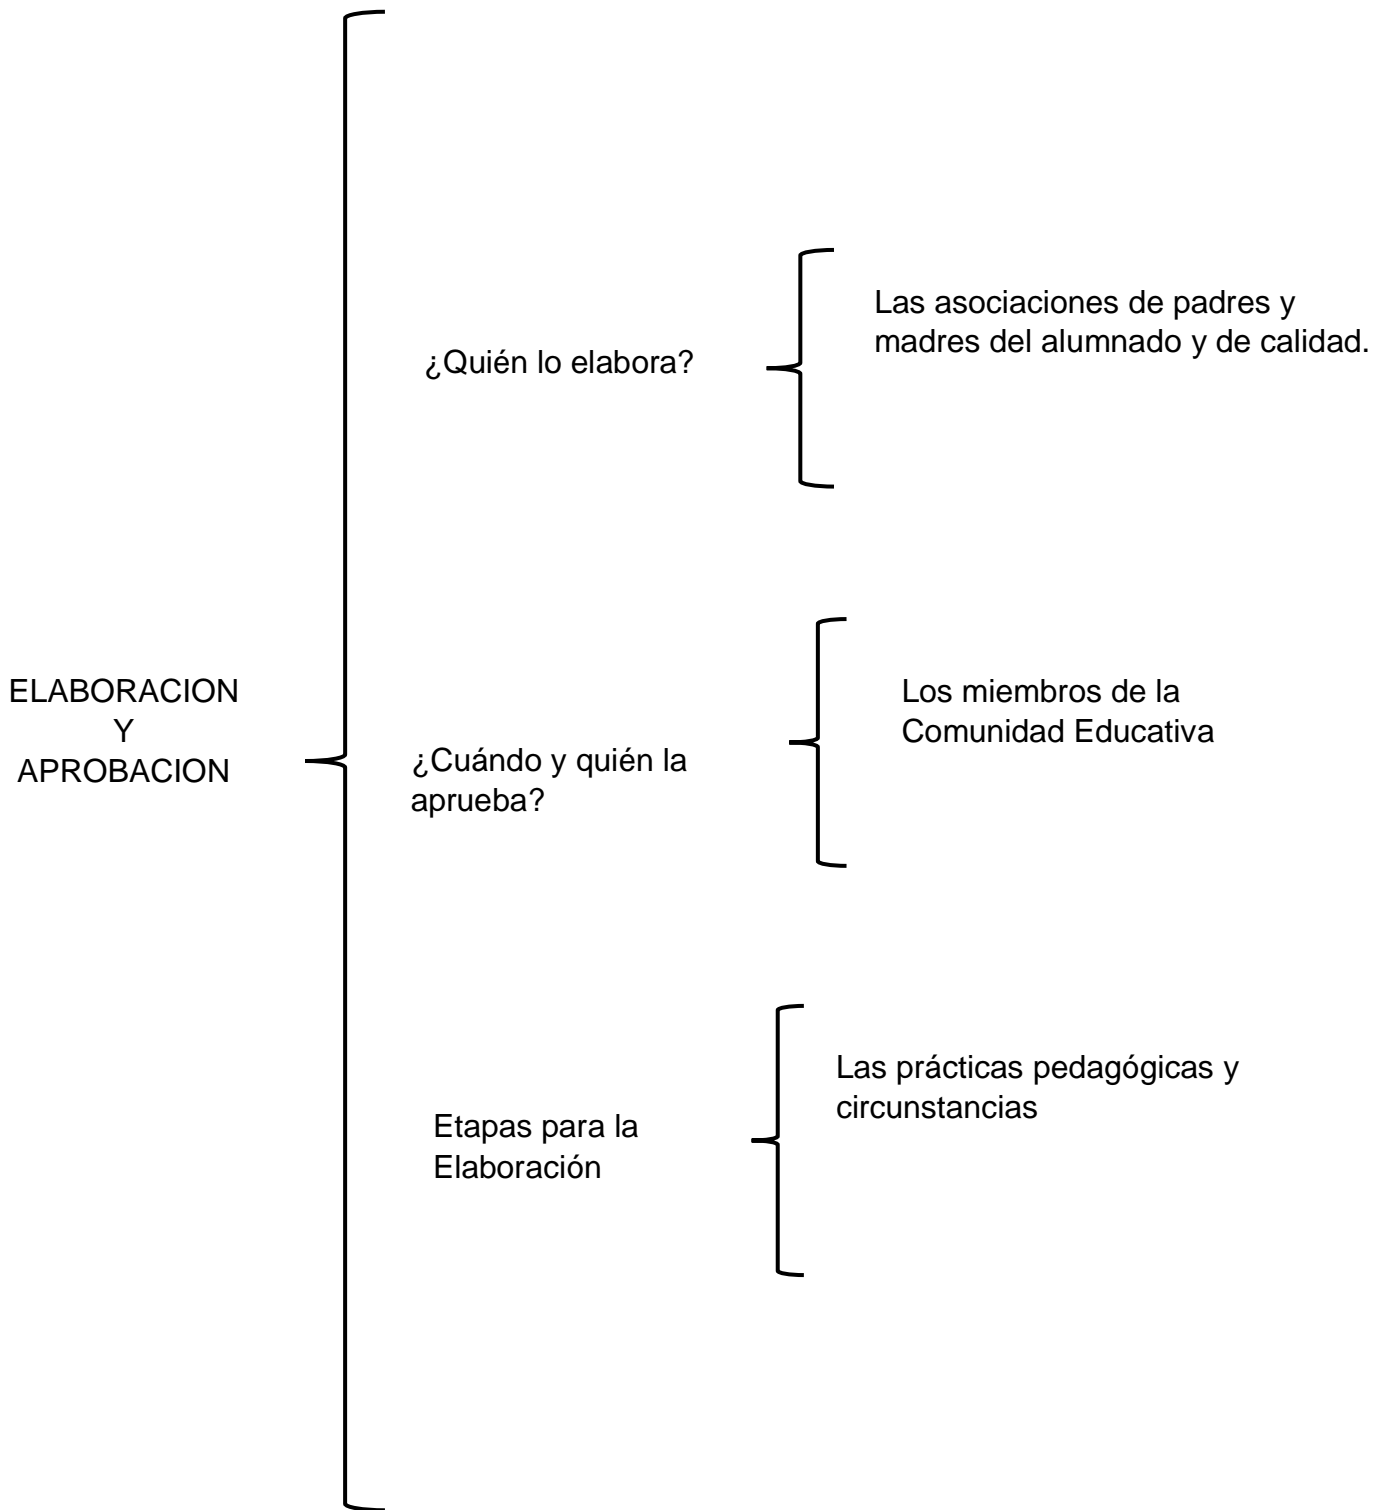 ELABORACION
Y
APROBACION
¿Quién lo elabora?
Las asociaciones de padres y
madres del alumnado y de calidad.
¿Cuándo y quién la
aprueba?
Los miembros de la
Comunidad Educativa
Etapas para la
Elaboración
Las prácticas pedagógicas y
circunstancias